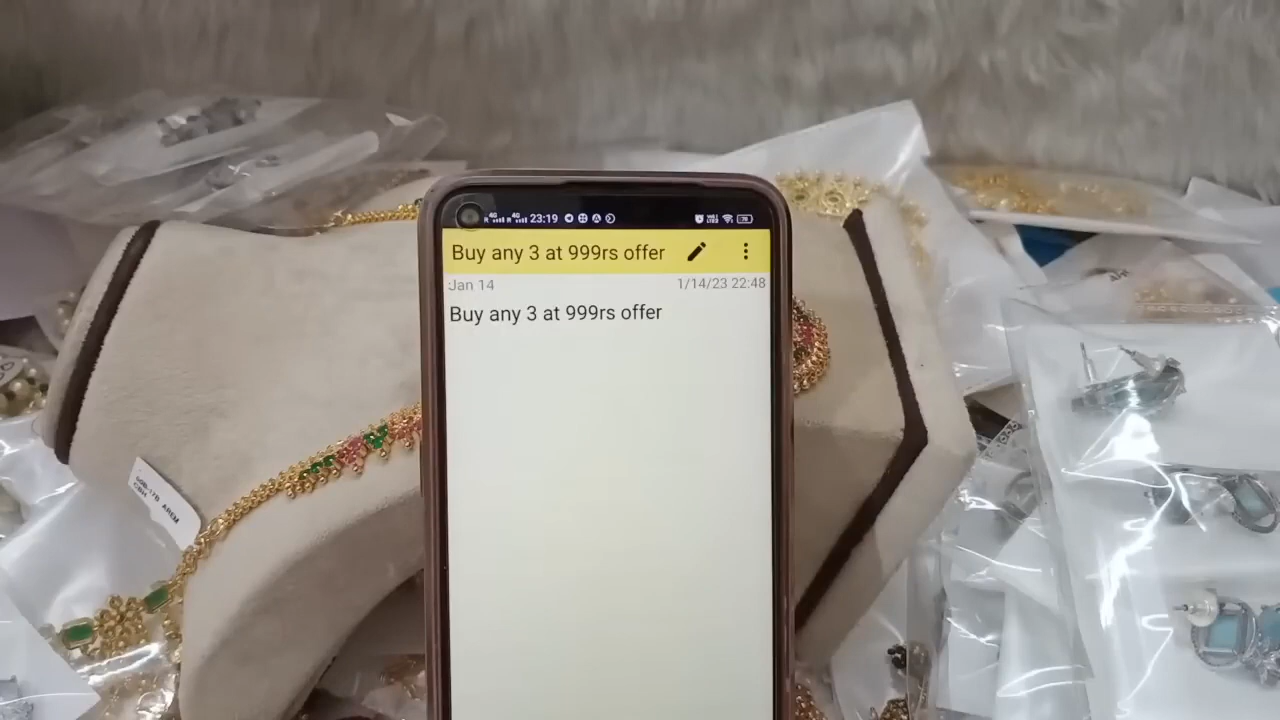 23:19
Buy any 3 at 999rs offer
Jan 14 1/14/23 22:48
Buy any 3 at 999rs offer
AREM